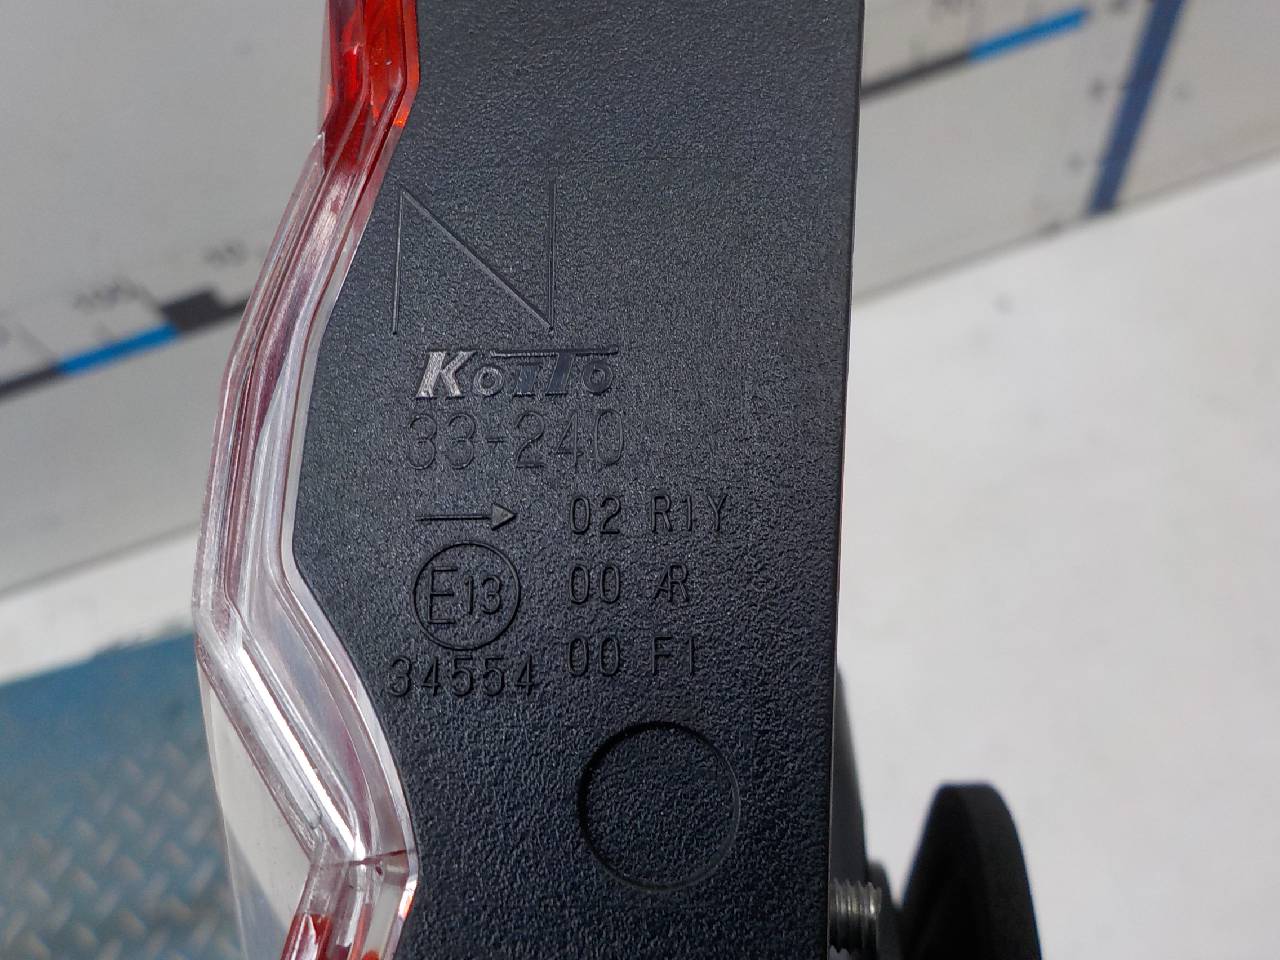 N
KOITO
33-240
→ 02 R1Y
E13 00 AR
34554 00 F1